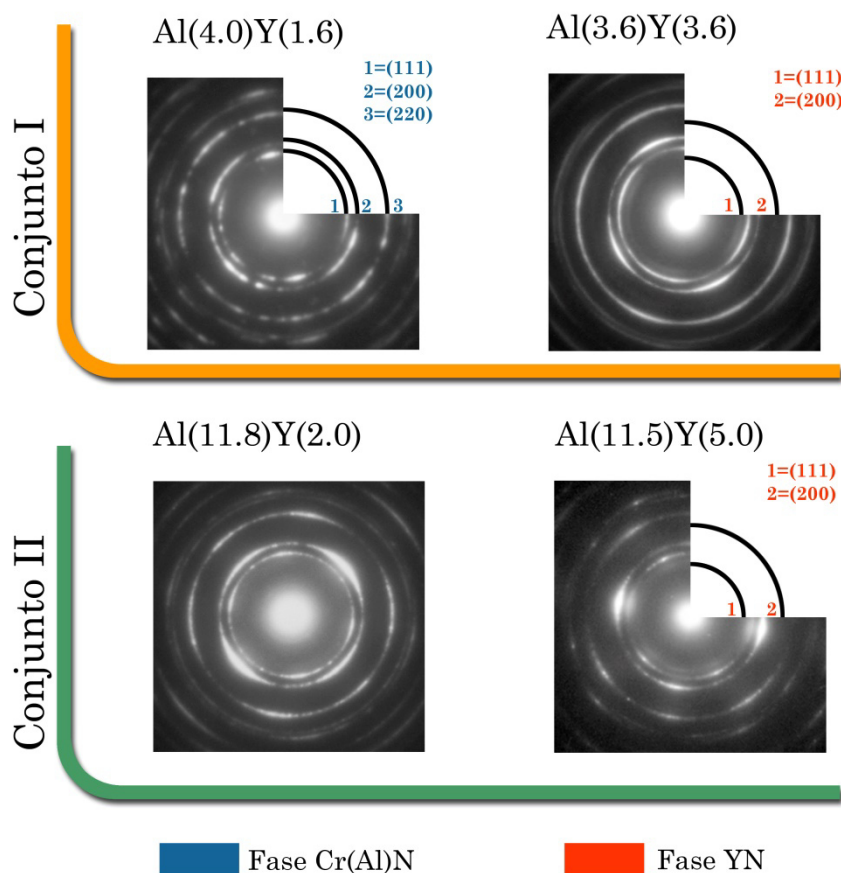 Conjunto I
Al(4.0)Y(1.6)
1=(111)
2=(200)
3=(220)
1 2 3
Al(3.6)Y(3.6)
1=(111)
2=(200)
1 2
Conjunto II
Al(11.8)Y(2.0)
Al(11.5)Y(5.0)
1=(111)
2=(200)
1 2
Fase Cr(Al)N
Fase YN